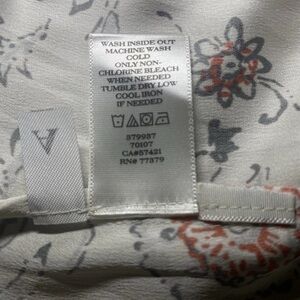 WASH INSIDE OUT
MACHINE WASH
COLD
ONLY NON-
CHLORINE BLEACH
WHEN NEEDED
TUMBLE DRY LOW
COOL IRON
IF NEEDED
379937
70107
CA#57421
RN# 77379